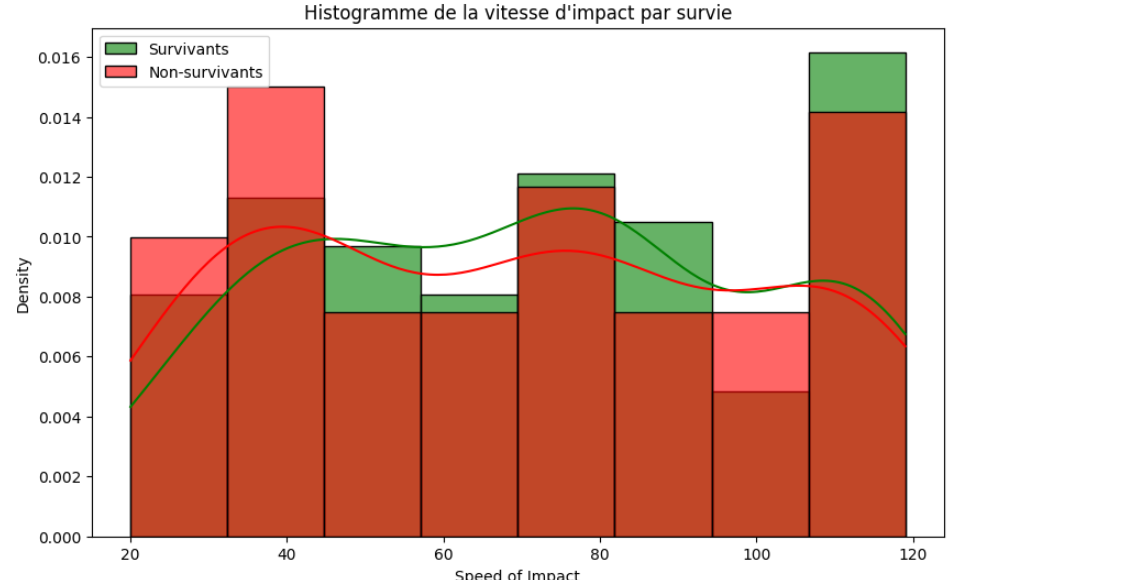 Histogramme de la vitesse d'impact par survie
Survivants
Non-survivants
0.016
0.014
0.012
0.010
0.008
0.006
0.004
0.002
0.000
Density
20 40 60 80 100 120
Speed of Impact